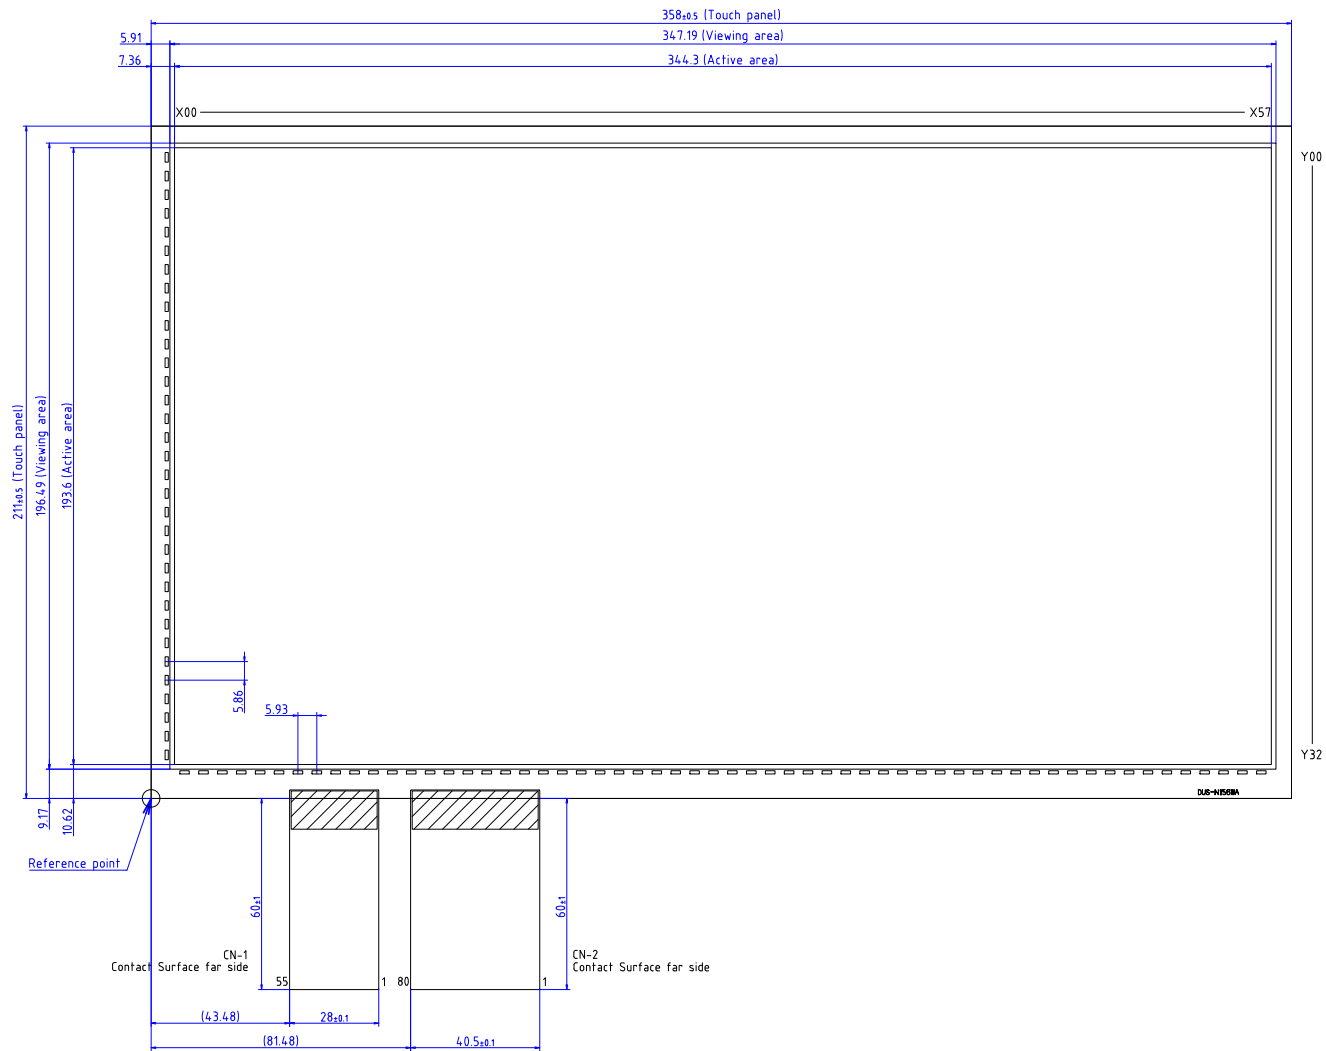 358±0.5 (Touch panel)
5.91
347.19 (Viewing area)
7.36
344.3 (Active area)
X00
X57
Y00
211±0.5 (Touch panel)
196.49 (Viewing area)
193.6 (Active area)
5.86
5.93
Y32
9.17
10.62
Reference point
60±1
60±1
CN-1
Contact Surface far side
CN-2
Contact Surface far side
55
1
80
1
(43.48)
28±0.1
(81.48)
40.5±0.1